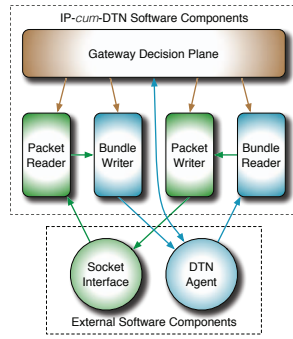 IP-cum-DTN Software Components
Gateway Decision Plane
Packet
Reader
Bundle
Writer
Packet
Writer
Bundle
Reader
Socket
Interface
DTN
Agent
External Software Components